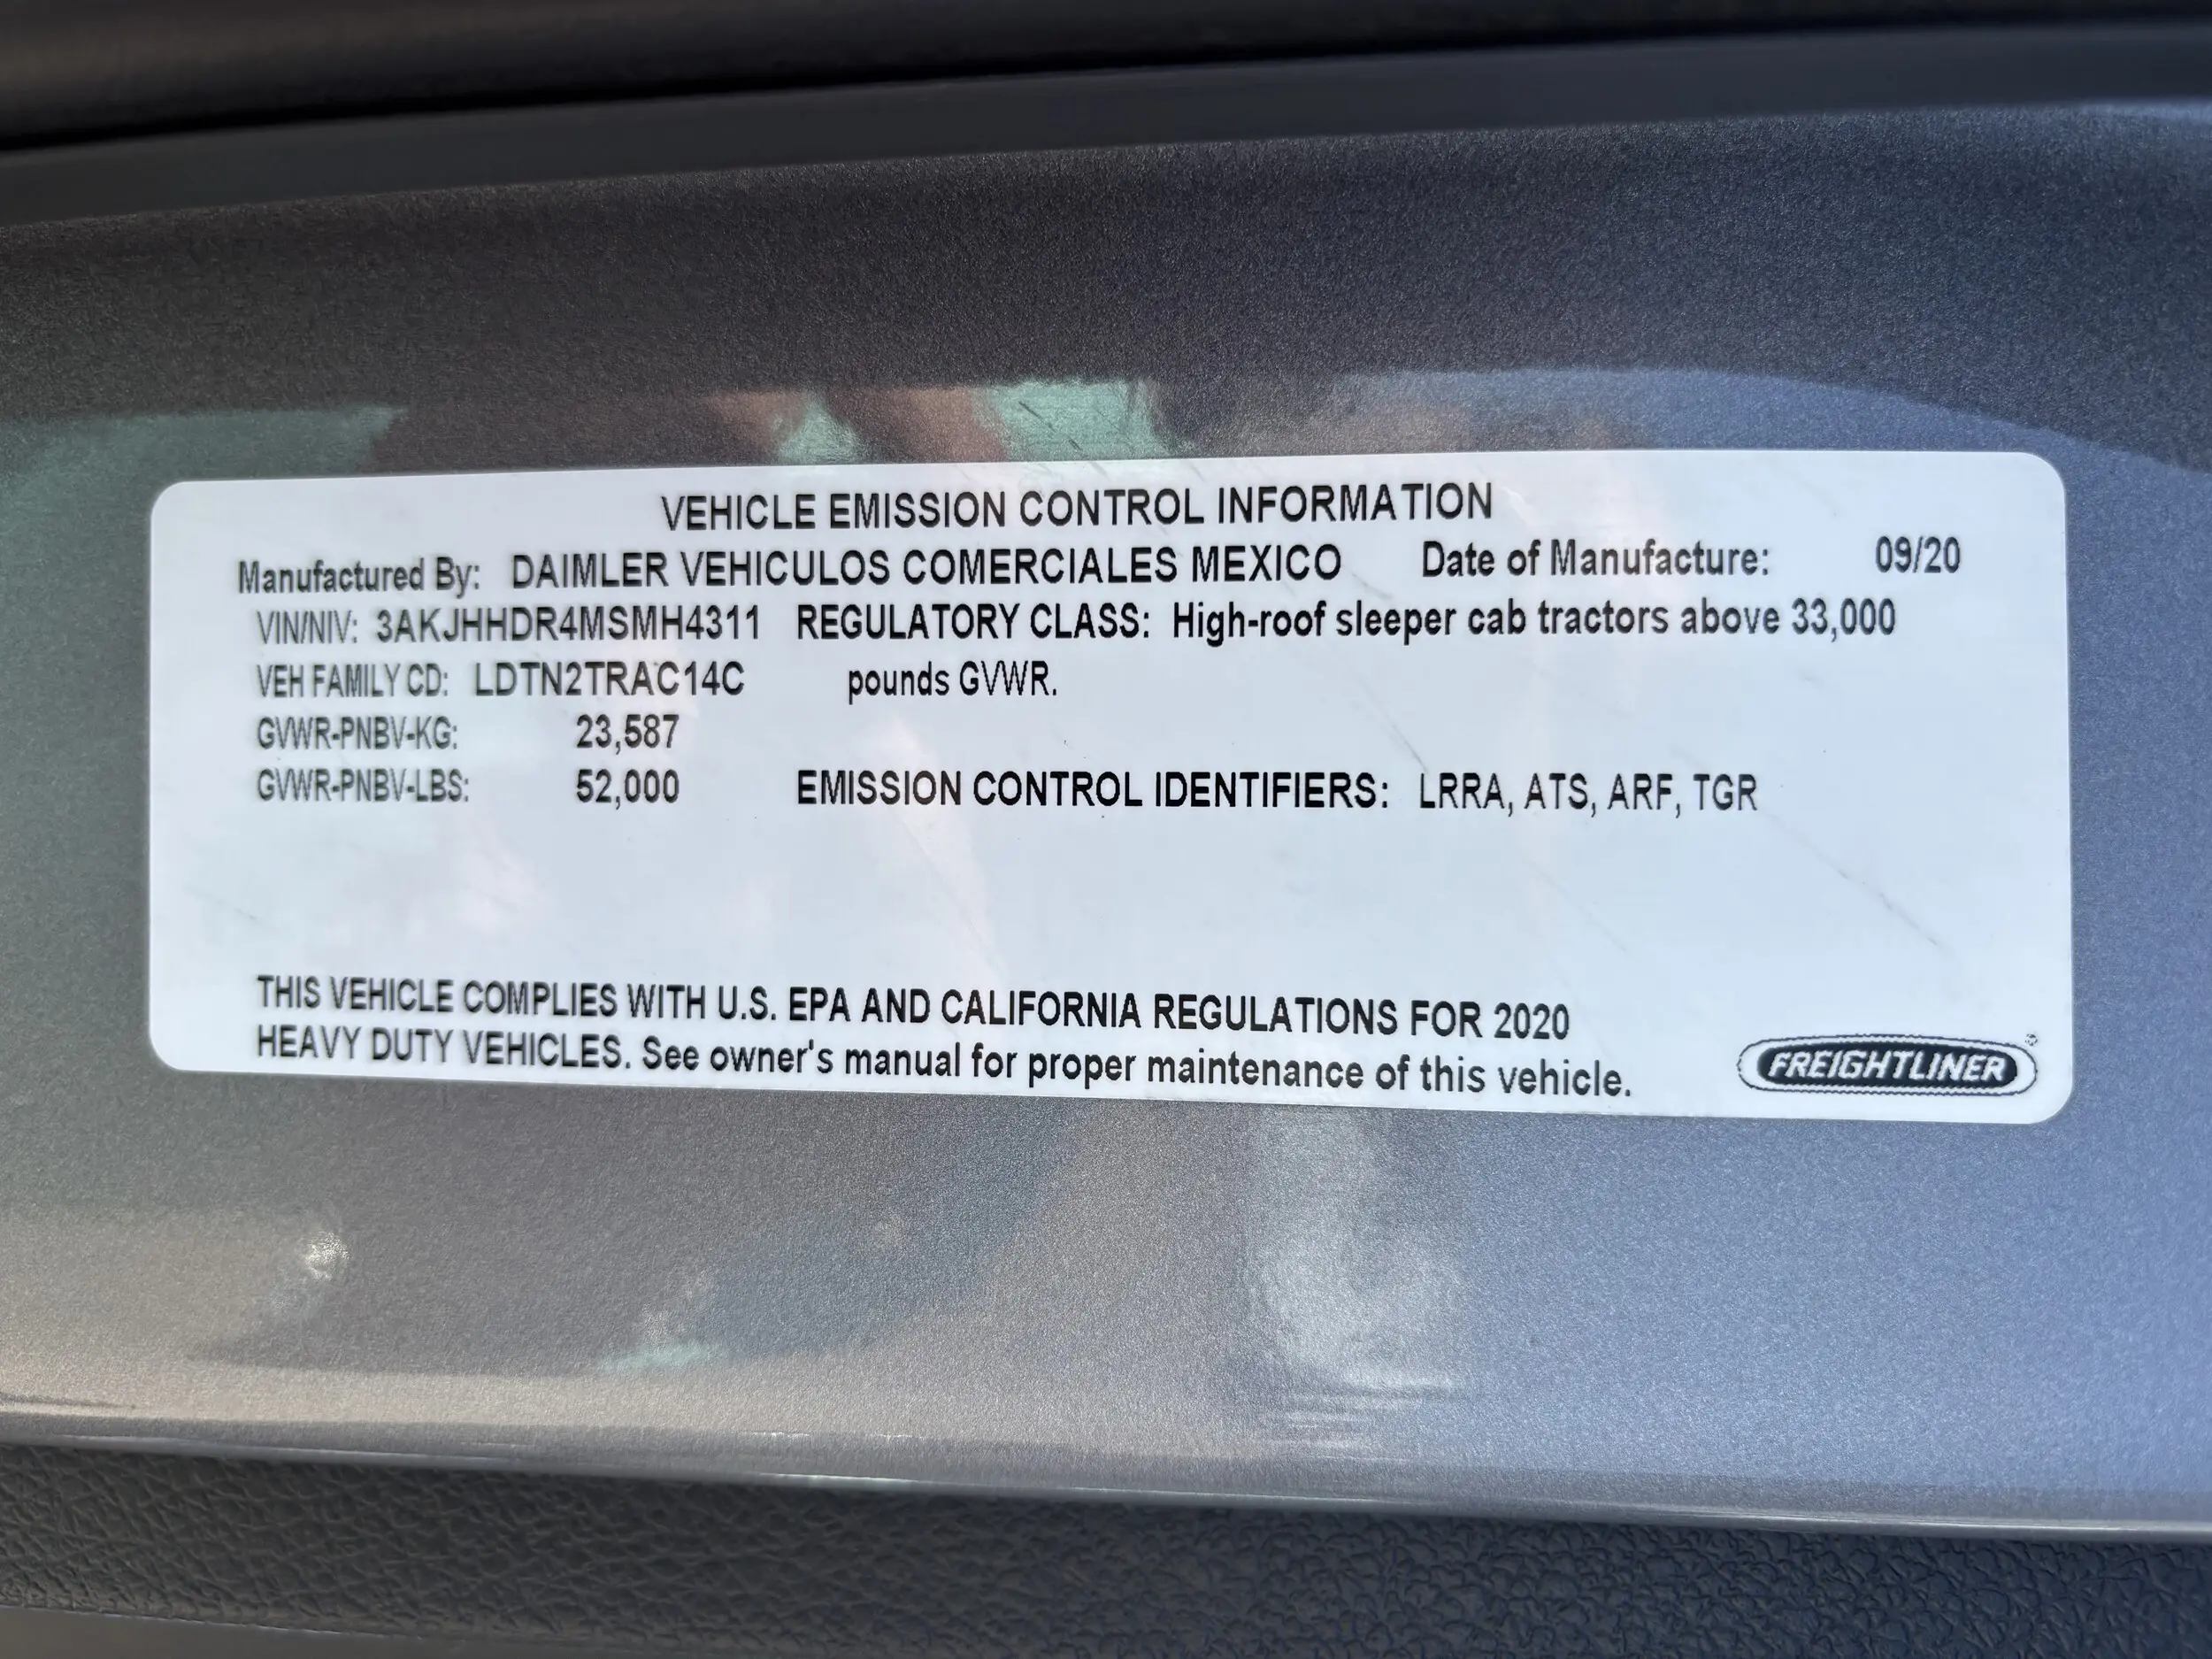 VEHICLE EMISSION CONTROL INFORMATION
Manufactured By: DAIMLER VEHICULOS COMERCIALES MEXICO Date of Manufacture: 09/20
VIN/NIV: 3AKJHHDR4MSMH4311 REGULATORY CLASS: High-roof sleeper cab tractors above 33,000
VEH FAMILY CD: LDTN2TRAC14C pounds GVWR.
GVWR-PNBV-KG: 23,587
GVWR-PNBV-LBS: 52,000 EMISSION CONTROL IDENTIFIERS: LRRA, ATS, ARF, TGR
THIS VEHICLE COMPLIES WITH U.S. EPA AND CALIFORNIA REGULATIONS FOR 2020
HEAVY DUTY VEHICLES. See owner's manual for proper maintenance of this vehicle.
FREIGHTLINER®